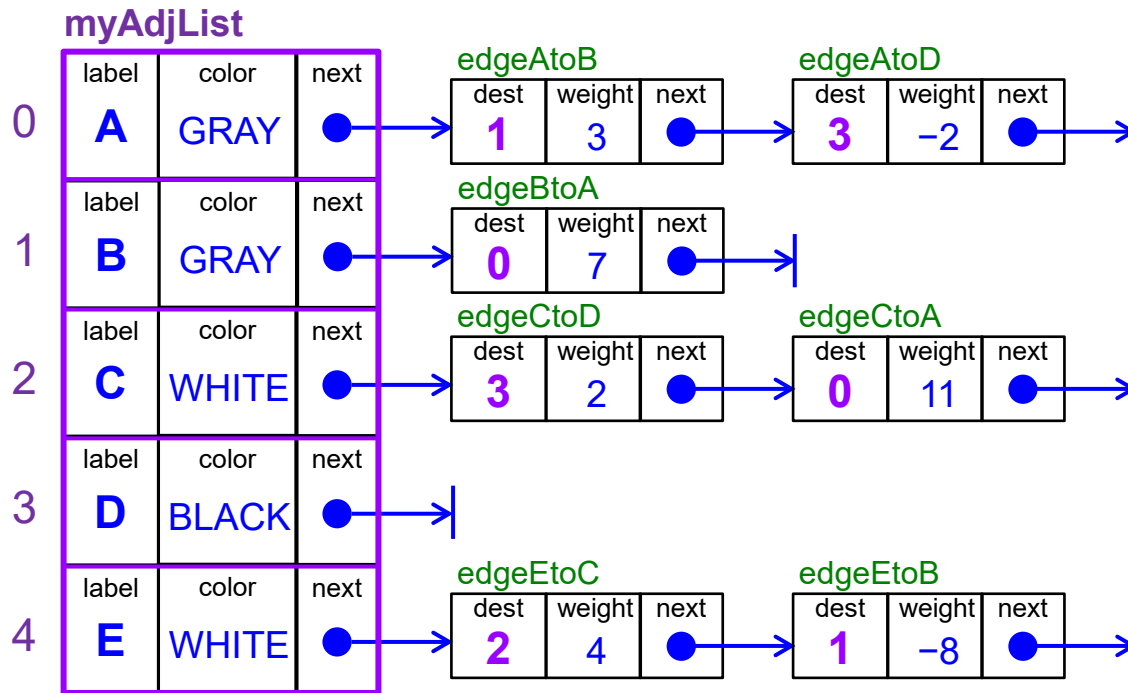 myAdjList
edgeAtoB edgeAtoD
label color next dest weight next dest weight next
0 A GRAY 1 3 3 −2
edgeBtoA
label color next dest weight next
1 B GRAY 0 7
edgeCtoD edgeCtoA
label color next dest weight next dest weight next
2 C WHITE 3 2 0 11
label color next
3 D BLACK
edgeEtoC edgeEtoB
label color next dest weight next dest weight next
4 E WHITE 2 4 1 −8